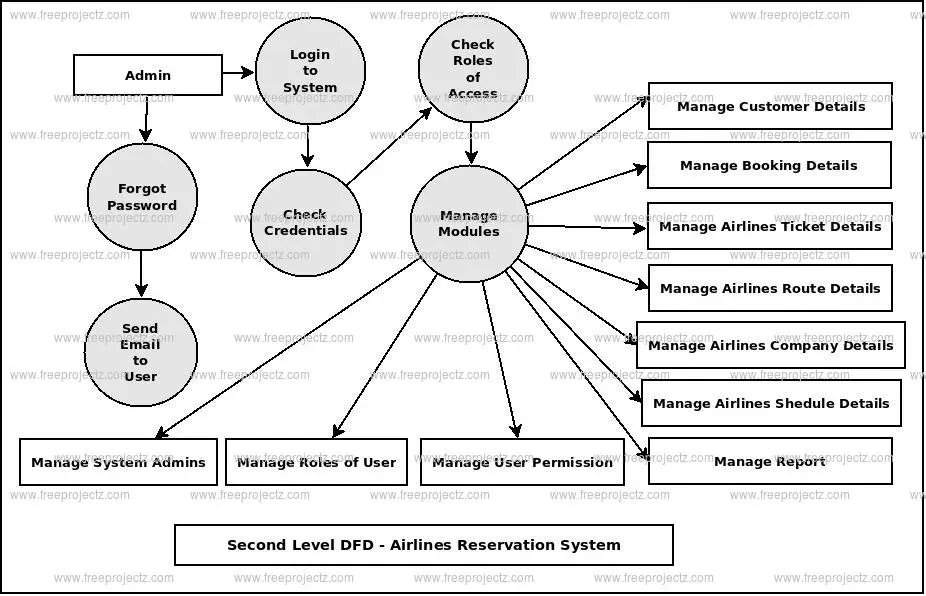 Admin
Login
to
System
Check
Roles
of
Access
Forgot
Password
Check
Credentials
Manage
Modules
Send
Email
to
User
Manage Customer Details
Manage Booking Details
Manage Airlines Ticket Details
Manage Airlines Route Details
Manage Airlines Company Details
Manage Airlines Shedule Details
Manage Report
Manage System Admins
Manage Roles of User
Manage User Permission
Second Level DFD - Airlines Reservation System
www.freeprojectz.com